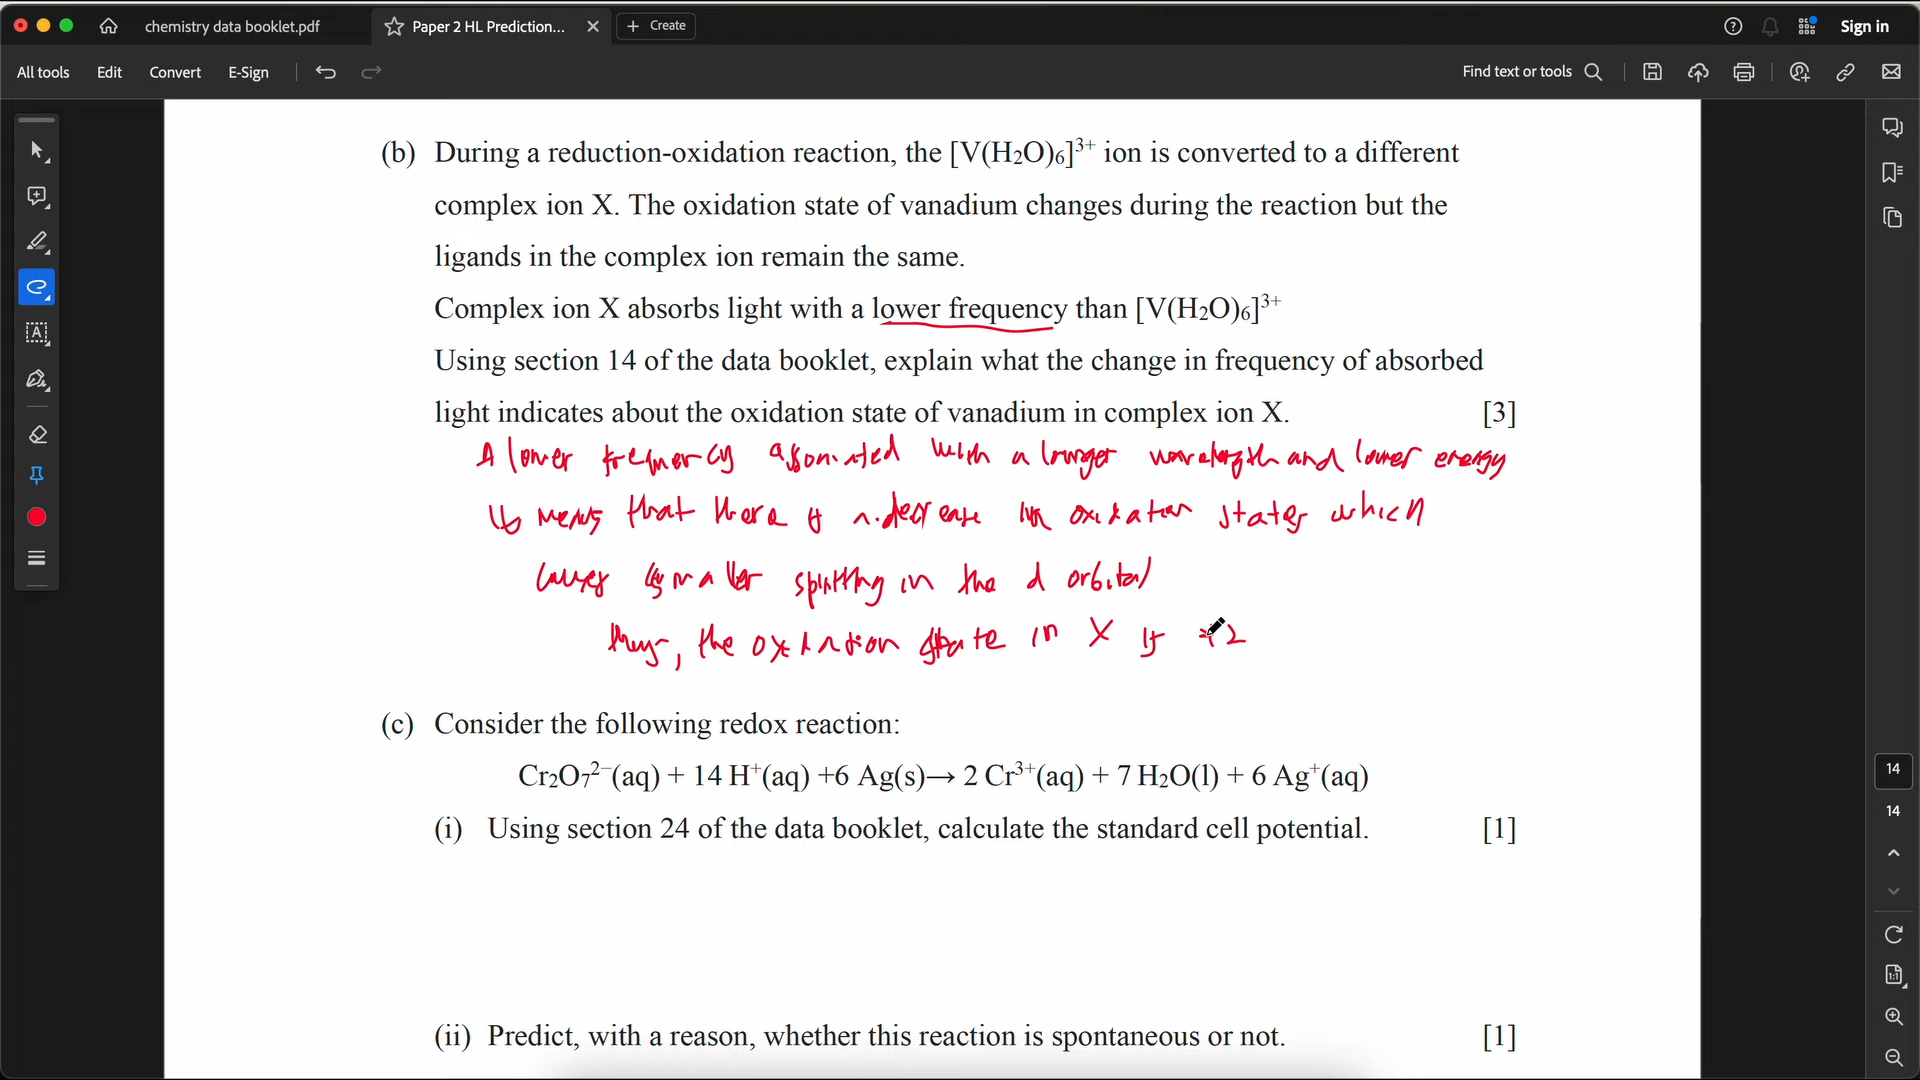 chemistry data booklet.pdf
Paper 2 HL Prediction...
Create
Sign in
All tools Edit Convert E-Sign
Find text or tools
(b) During a reduction-oxidation reaction, the [V(H₂O)₆]³⁺ ion is converted to a different
complex ion X. The oxidation state of vanadium changes during the reaction but the
ligands in the complex ion remain the same.
Complex ion X absorbs light with a lower frequency than [V(H₂O)₆]³⁺
Using section 14 of the data booklet, explain what the change in frequency of absorbed
light indicates about the oxidation state of vanadium in complex ion X. [3]
A lower frequency associated with a longer wavelength and lower energy
means that there is a decrease in oxidation states which
causes smaller splitting in the d orbital
thus, the oxidation state in X is +2
(c) Consider the following redox reaction:
Cr₂O₇²⁻(aq) + 14 H⁺(aq) +6 Ag(s)→ 2 Cr³⁺(aq) + 7 H₂O(l) + 6 Ag⁺(aq)
(i) Using section 24 of the data booklet, calculate the standard cell potential. [1]
(ii) Predict, with a reason, whether this reaction is spontaneous or not. [1]
14
14